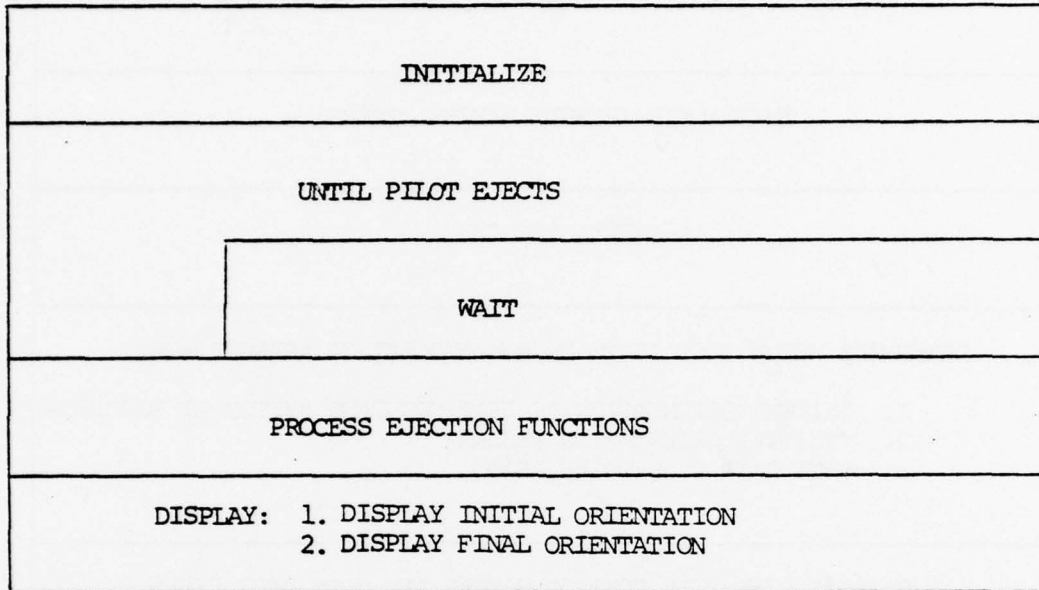 INITIALIZE
UNTIL PILOT EJECTS
WAIT
PROCESS EJECTION FUNCTIONS
DISPLAY: 1. DISPLAY INITIAL ORIENTATION
2. DISPLAY FINAL ORIENTATION